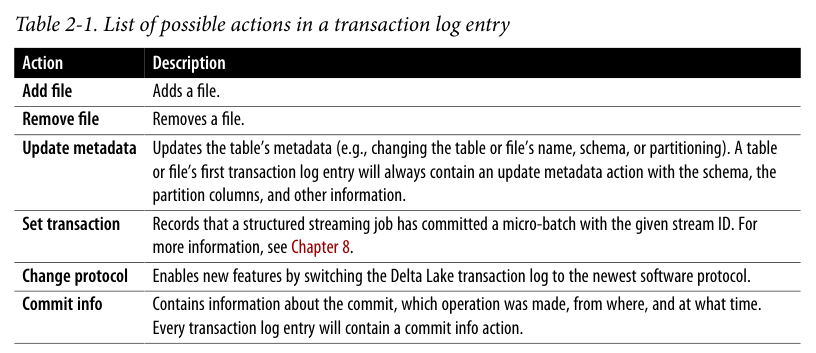 Table 2-1. List of possible actions in a transaction log entry
Action Description
Add file Adds a file.
Remove file Removes a file.
Update metadata Updates the table's metadata (e.g., changing the table or file's name, schema, or partitioning). A table
or file's first transaction log entry will always contain an update metadata action with the schema, the
partition columns, and other information.
Set transaction Records that a structured streaming job has committed a micro-batch with the given stream ID. For
more information, see Chapter 8.
Change protocol Enables new features by switching the Delta Lake transaction log to the newest software protocol.
Commit info Contains information about the commit, which operation was made, from where, and at what time.
Every transaction log entry will contain a commit info action.